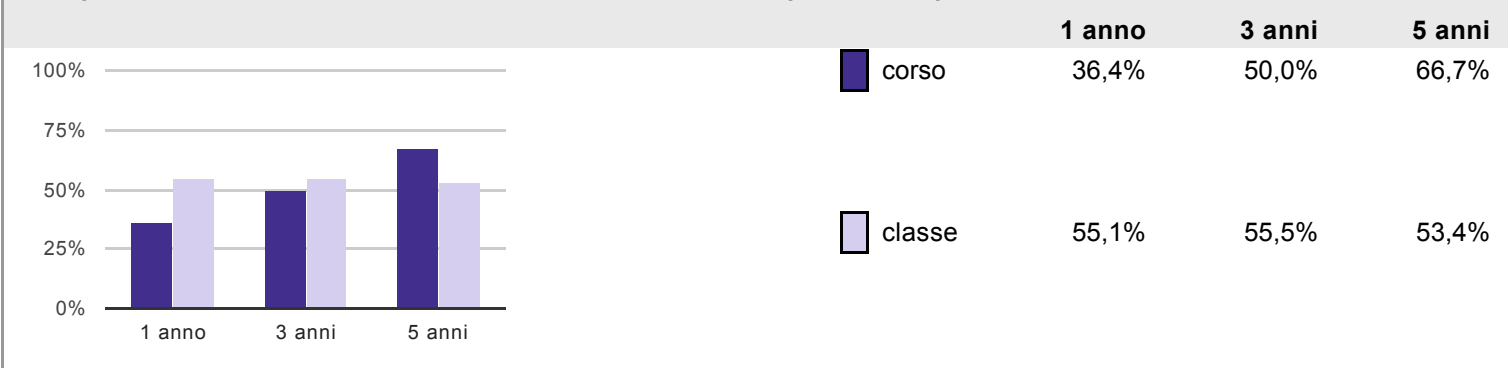 1 anno 3 anni 5 anni
100%
75%
50%
25%
0%
1 anno 3 anni 5 anni
corso 36,4% 50,0% 66,7%
classe 55,1% 55,5% 53,4%